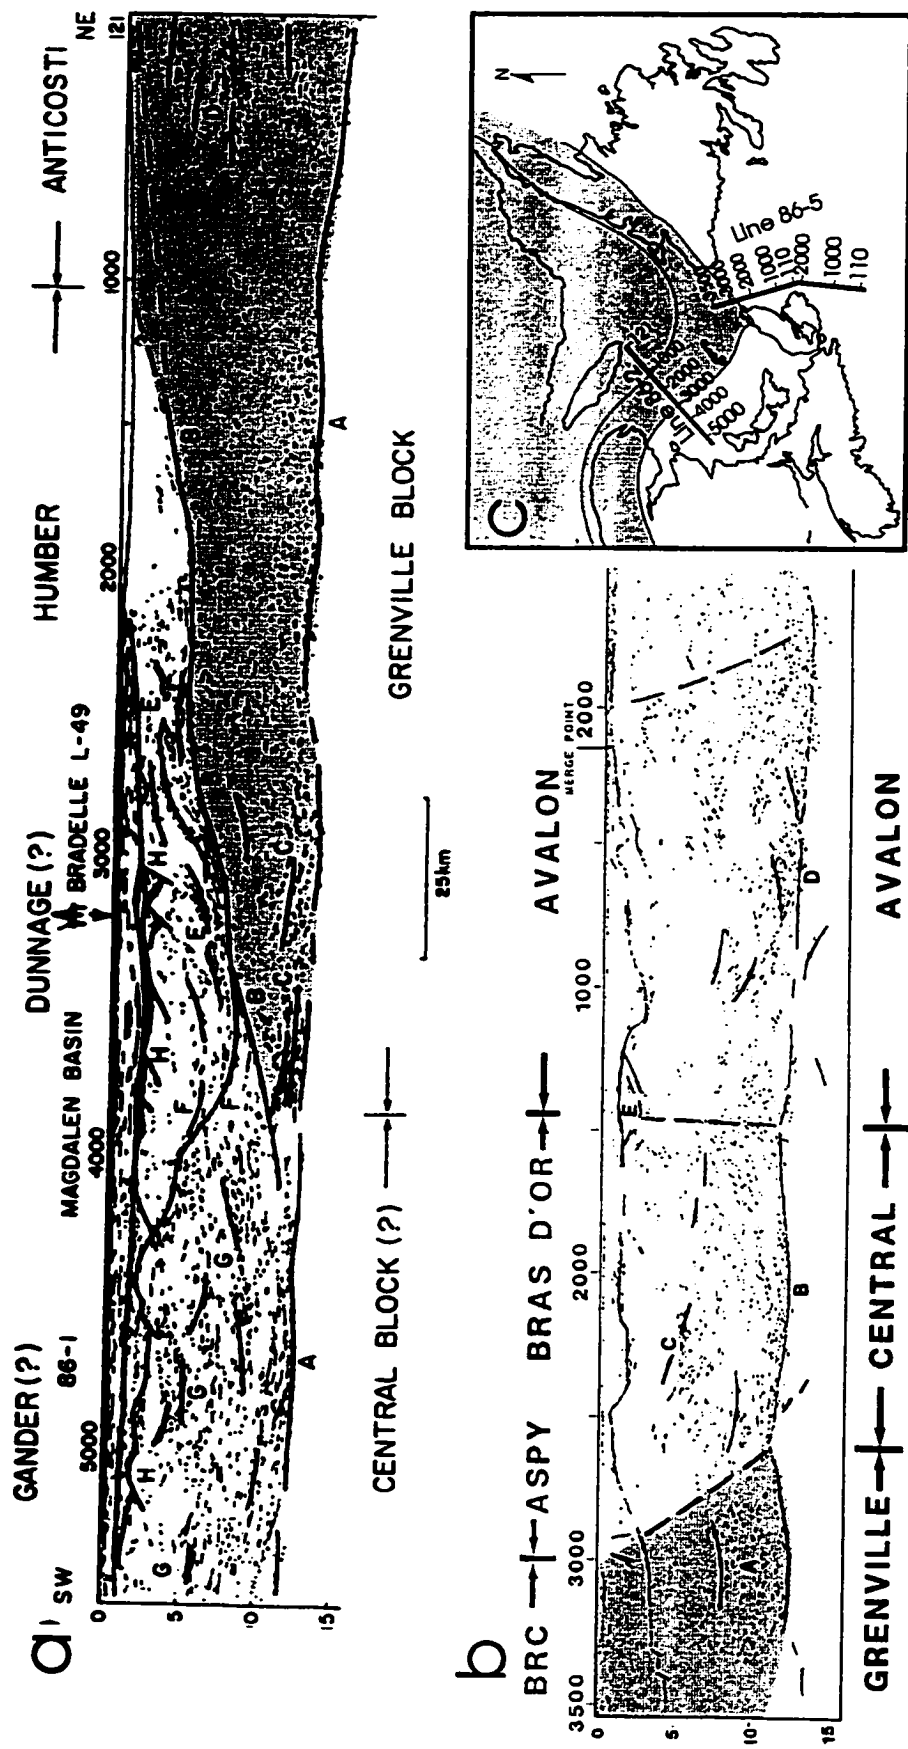 a
GANDER(?) DUNNAGE(?) HUMBER ANTICOSTI
86-1 MAGDALEN BASIN BRADELLE L-49
SW 5000 4000 3000 2000 1000 121 NE
0
5
10
15
H G G G F F H H E E B B C C D A A
CENTRAL BLOCK (?) GRENVILLE BLOCK
25km
b
BRC ASPY BRAS D'OR AVALON
MERGE POINT
3500 3000 2000 1000 2000
0
5
10
15
A C B E D
GRENVILLE CENTRAL AVALON
C
N
Line 86-5
2000
1000
110
2000
1000
110
Line
2000
3000
4000
5000